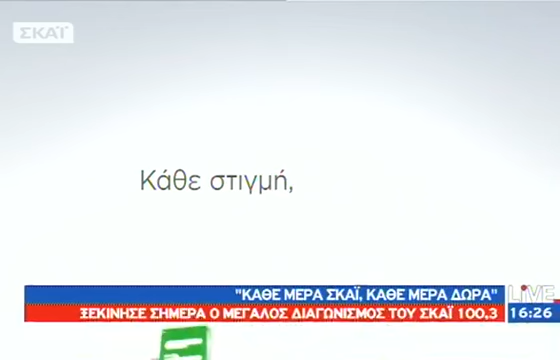 ΣΚΑΪ
Κάθε στιγμή,
"ΚΑΘΕ ΜΕΡΑ ΣΚΑΪ, ΚΑΘΕ ΜΕΡΑ ΔΩΡΑ"
LIVE
ΞΕΚΙΝΗΣΕ ΣΗΜΕΡΑ Ο ΜΕΓΑΛΟΣ ΔΙΑΓΩΝΙΣΜΟΣ ΤΟΥ ΣΚΑΪ 100,3
16:26